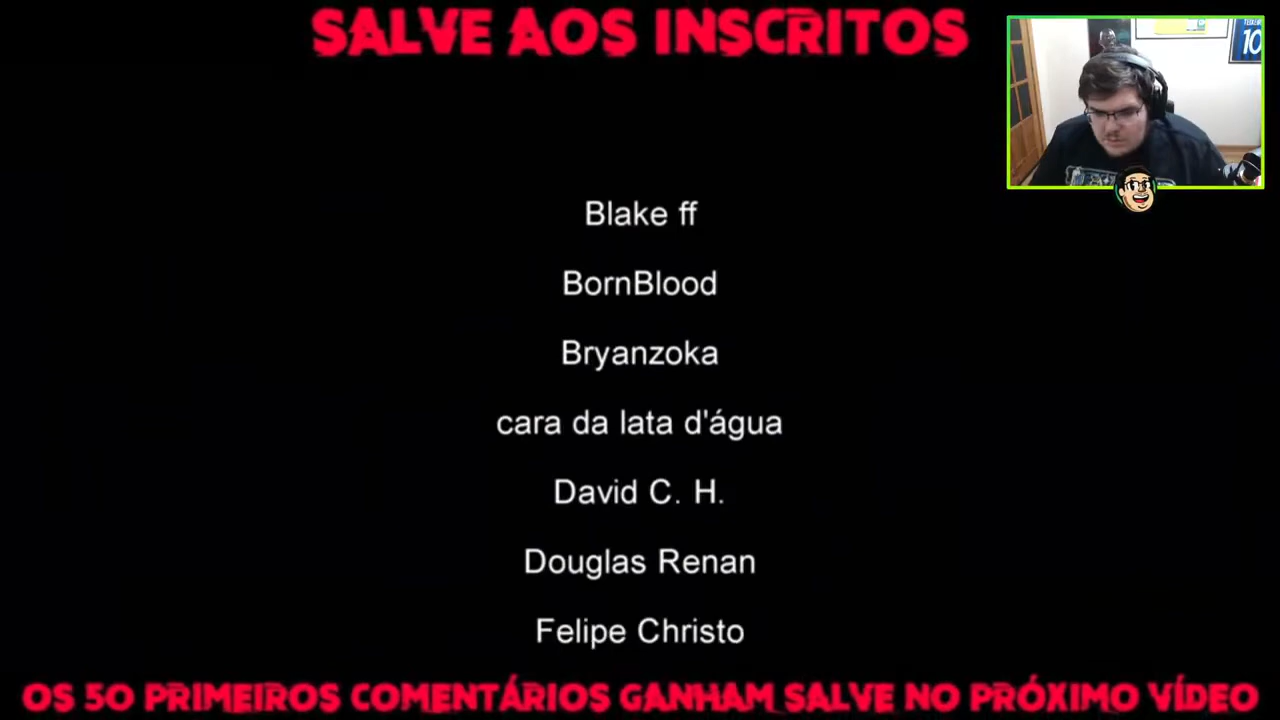 SALVE AOS INSCRITOS
10
Blake ff
BornBlood
Bryanzoka
cara da lata d'água
David C. H.
Douglas Renan
Felipe Christo
OS 50 PRIMEIROS COMENTÁRIOS GANHAM SALVE NO PRÓXIMO VÍDEO